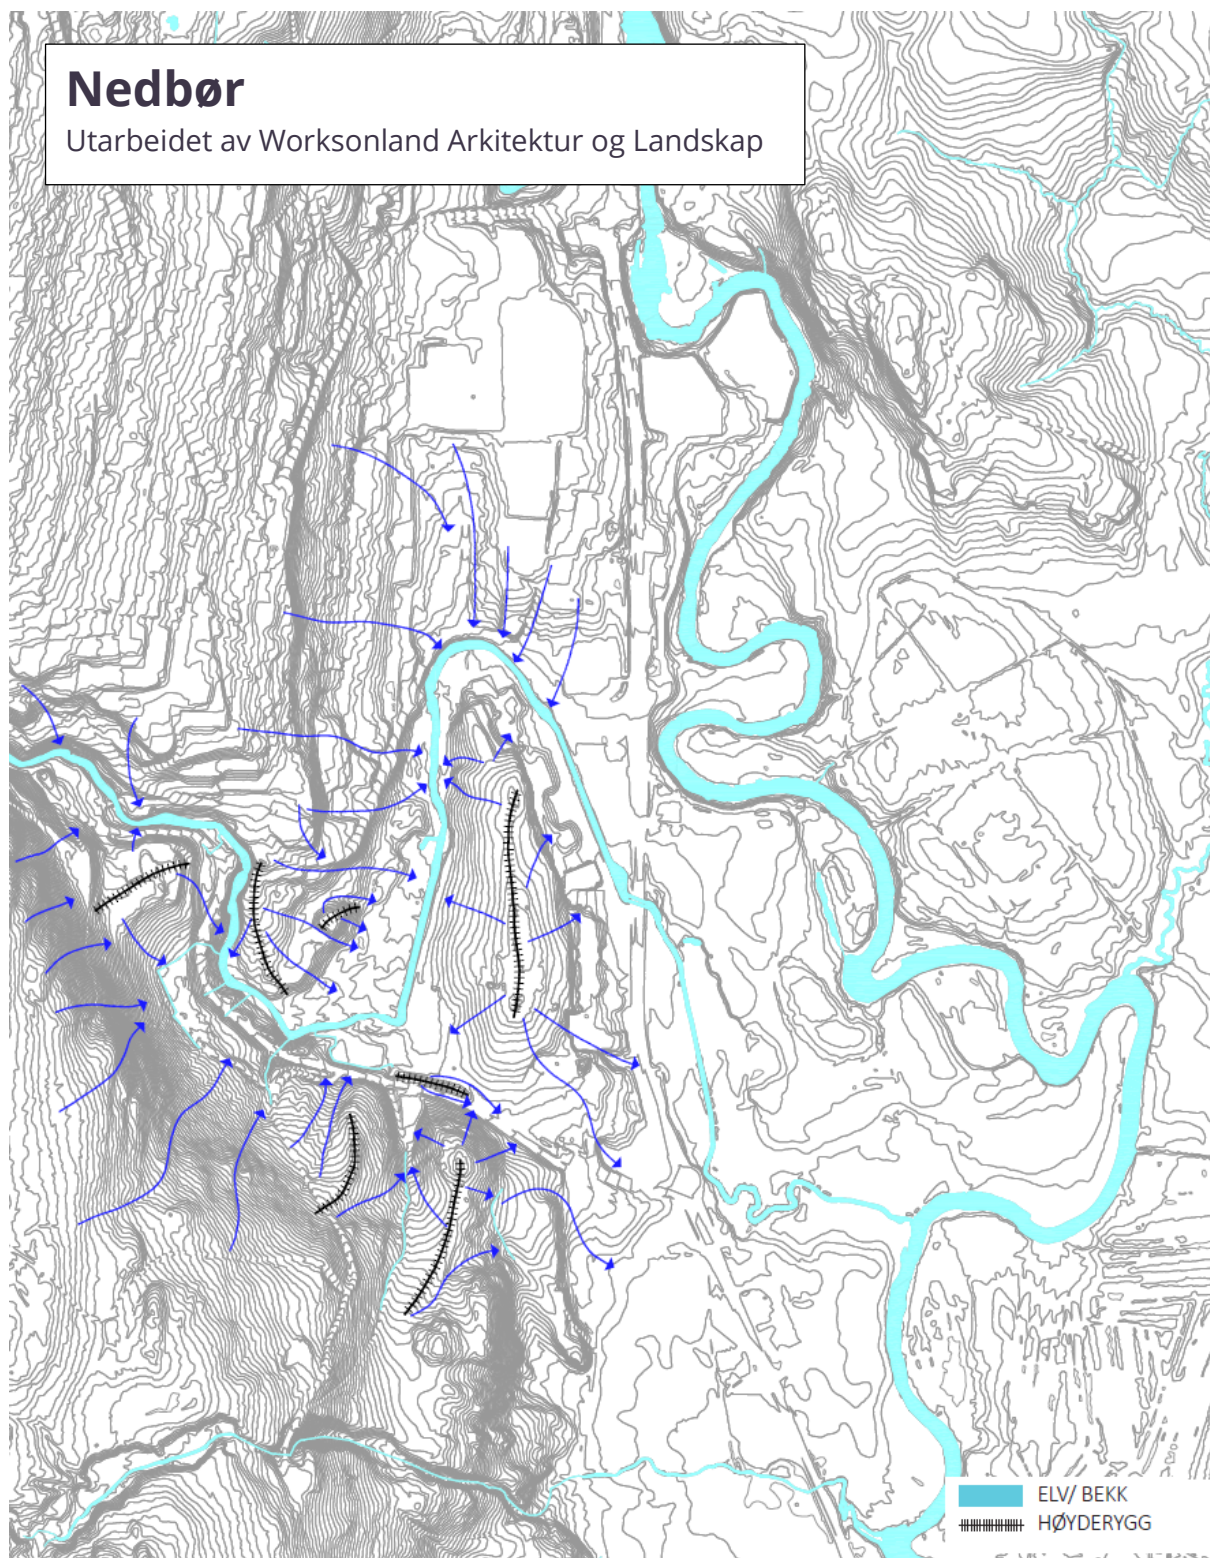 Nedbør
Utarbeidet av Worksonland Arkitektur og Landskap
ELV/ BEKK
HØYDERYGG